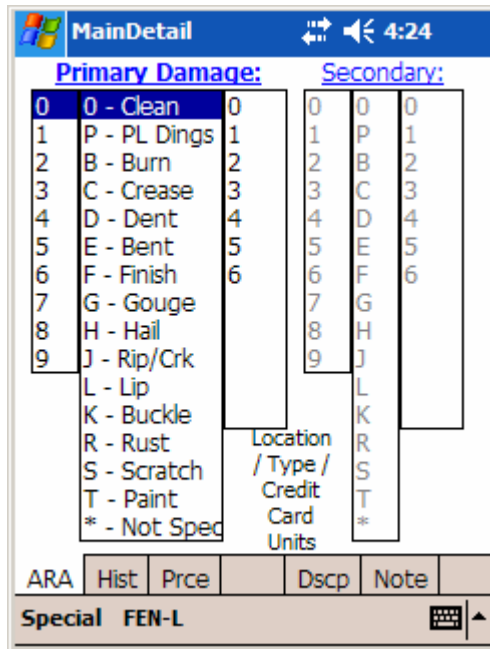 MainDetail 4:24
Primary Damage: Secondary:
0 0 - Clean 0 0 0 0
1 P - PL Dings 1 1 P 1
2 B - Burn 2 2 B 2
3 C - Crease 3 3 C 3
4 D - Dent 4 4 D 4
5 E - Bent 5 5 E 5
6 F - Finish 6 6 F 6
7 G - Gouge 7 G
8 H - Hail 8 H
9 J - Rip/Crk 9 J
L - Lip L
K - Buckle K
R - Rust R
S - Scratch S
T - Paint T
* - Not Spec *
Location
/ Type /
Credit
Card
Units
ARA Hist Prce Dscp Note
Special FEN-L